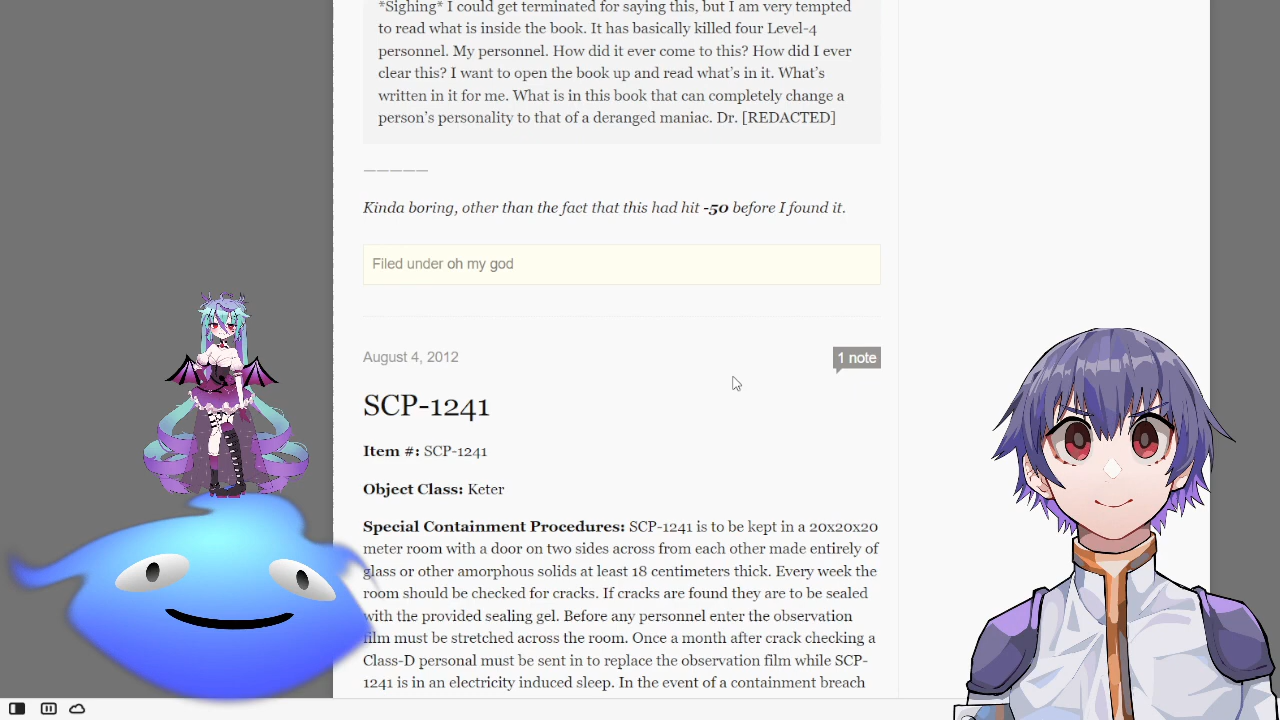 *Sighing* I could get terminated for saying this, but I am very tempted
to read what is inside the book. It has basically killed four Level-4
personnel. My personnel. How did it ever come to this? How did I ever
clear this? I want to open the book up and read what's in it. What's
written in it for me. What is in this book that can completely change a
person's personality to that of a deranged maniac. Dr. [REDACTED]
—————
Kinda boring, other than the fact that this had hit -50 before I found it.
Filed under oh my god
August 4, 2012
1 note
SCP-1241
Item #: SCP-1241
Object Class: Keter
Special Containment Procedures: SCP-1241 is to be kept in a 20x20x20
meter room with a door on two sides across from each other made entirely of
glass or other amorphous solids at least 18 centimeters thick. Every week the
room should be checked for cracks. If cracks are found they are to be sealed
with the provided sealing gel. Before any personnel enter the observation
film must be stretched across the room. Once a month after crack checking a
Class-D personal must be sent in to replace the observation film while SCP-
1241 is in an electricity induced sleep. In the event of a containment breach